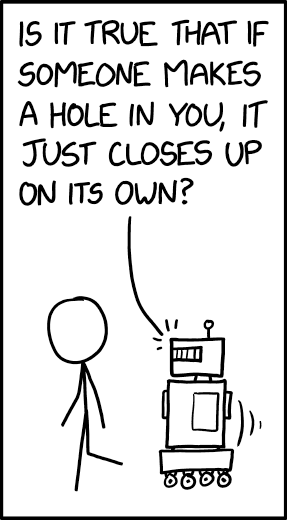 IS IT TRUE THAT IF
SOMEONE MAKES
A HOLE IN YOU, IT
JUST CLOSES UP
ON ITS OWN?